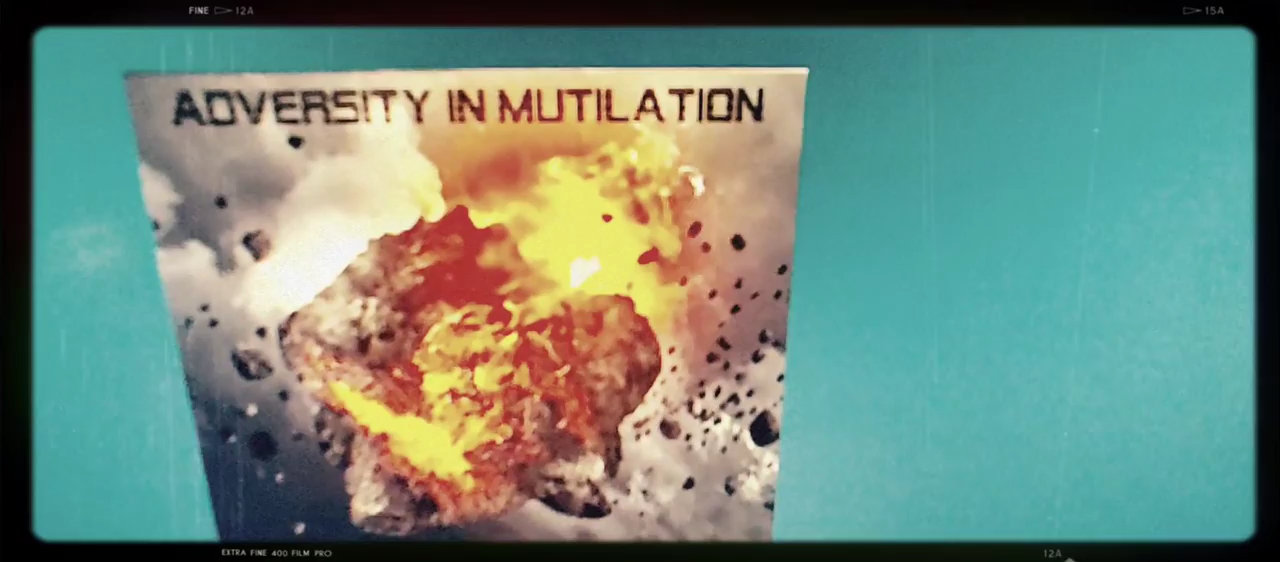 FINE 12A
15A
ADVERSITY IN MUTILATION
EXTRA FINE 400 FILM PRO
12A